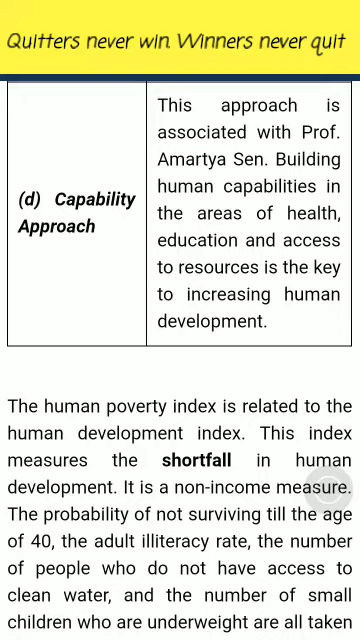 Quitters never win Winners never quit
(d) Capability
Approach
This approach is
associated with Prof.
Amartya Sen. Building
human capabilities in
the areas of health,
education and access
to resources is the key
to increasing human
development.
The human poverty index is related to the
human development index. This index
measures the shortfall in human
development. It is a non-income measure.
The probability of not surviving till the age
of 40, the adult illiteracy rate, the number
of people who do not have access to
clean water, and the number of small
children who are underweight are all taken